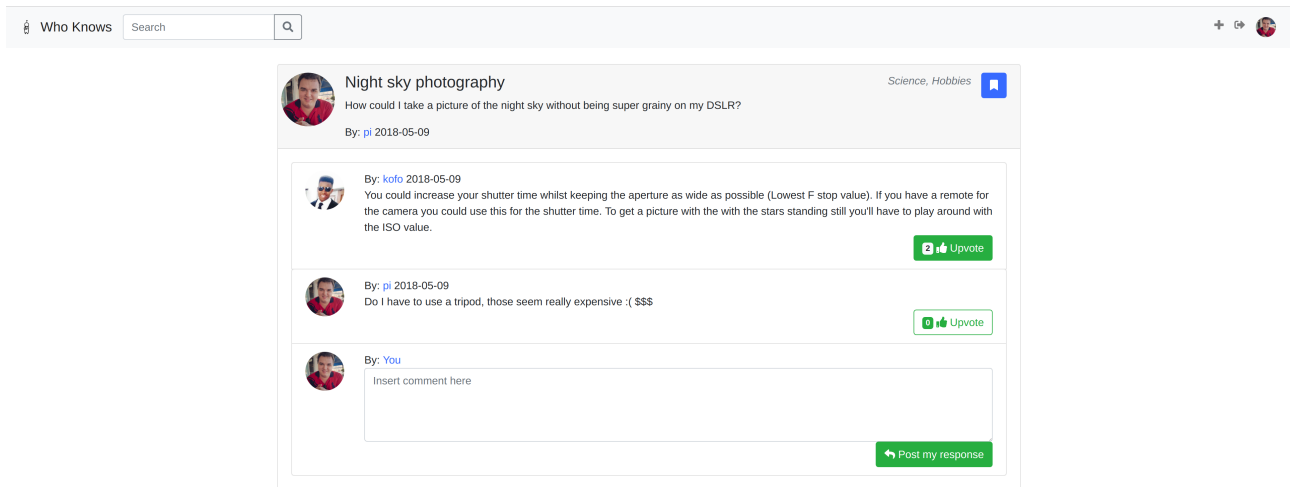 Who Knows
Search
Night sky photography
Science, Hobbies
How could I take a picture of the night sky without being super grainy on my DSLR?
By: pi 2018-05-09
By: kofo 2018-05-09
You could increase your shutter time whilst keeping the aperture as wide as possible (Lowest F stop value). If you have a remote for
the camera you could use this for the shutter time. To get a picture with the with the stars standing still you'll have to play around with
the ISO value.
2 Upvote
By: pi 2018-05-09
Do I have to use a tripod, those seem really expensive :( $$$
0 Upvote
By: You
Insert comment here
Post my response